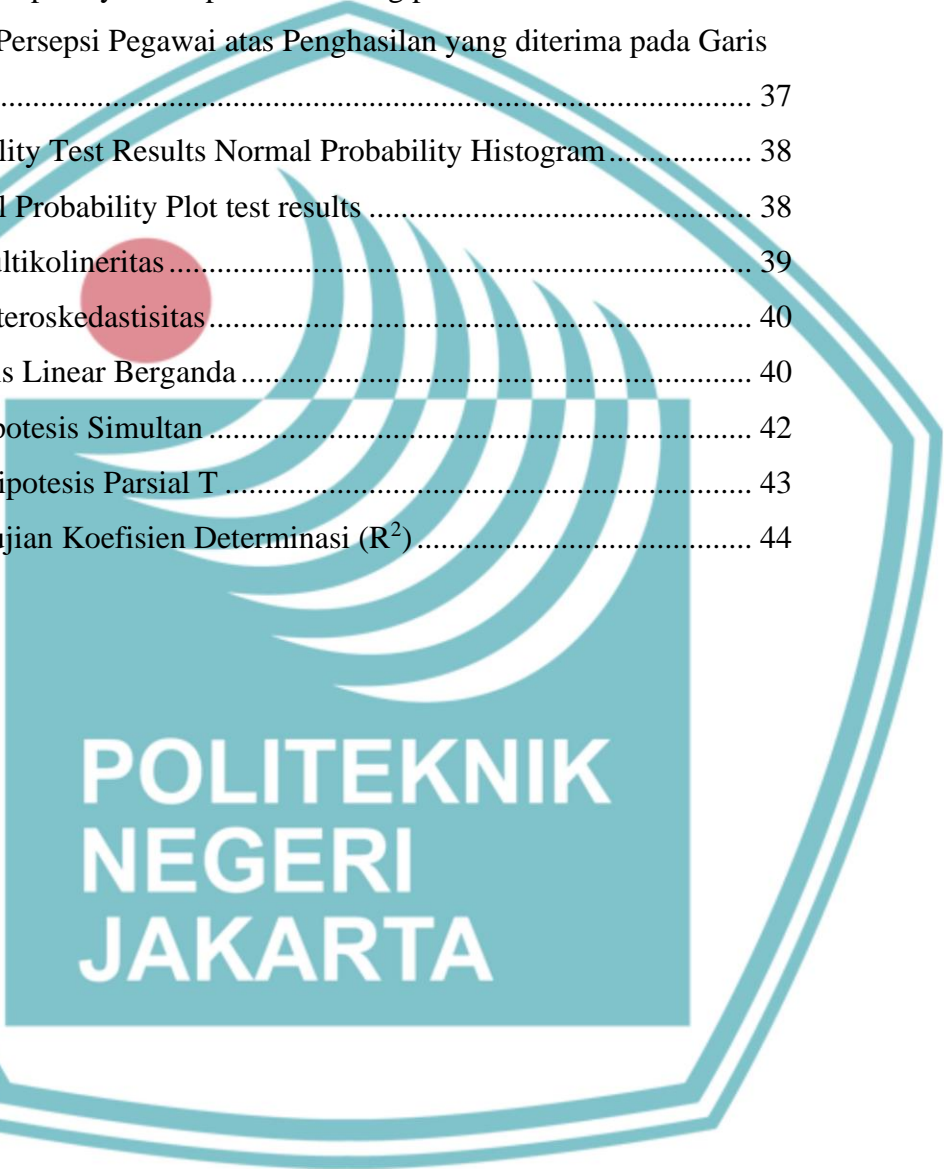 Persepsi Pegawai atas Penghasilan yang diterima pada Garis
.......................................................................................................... 37
lity Test Results Normal Probability Histogram.................. 38
l Probability Plot test results................................................. 38
ltikolineritas............................................................................. 39
teroskedastisitas...................................................................... 40
is Linear Berganda.................................................................. 40
potesis Simultan...................................................................... 42
ipotesis Parsial T.................................................................... 43
ujian Koefisien Determinasi (R²)........................................... 44
POLITEKNIK
NEGERI
JAKARTA